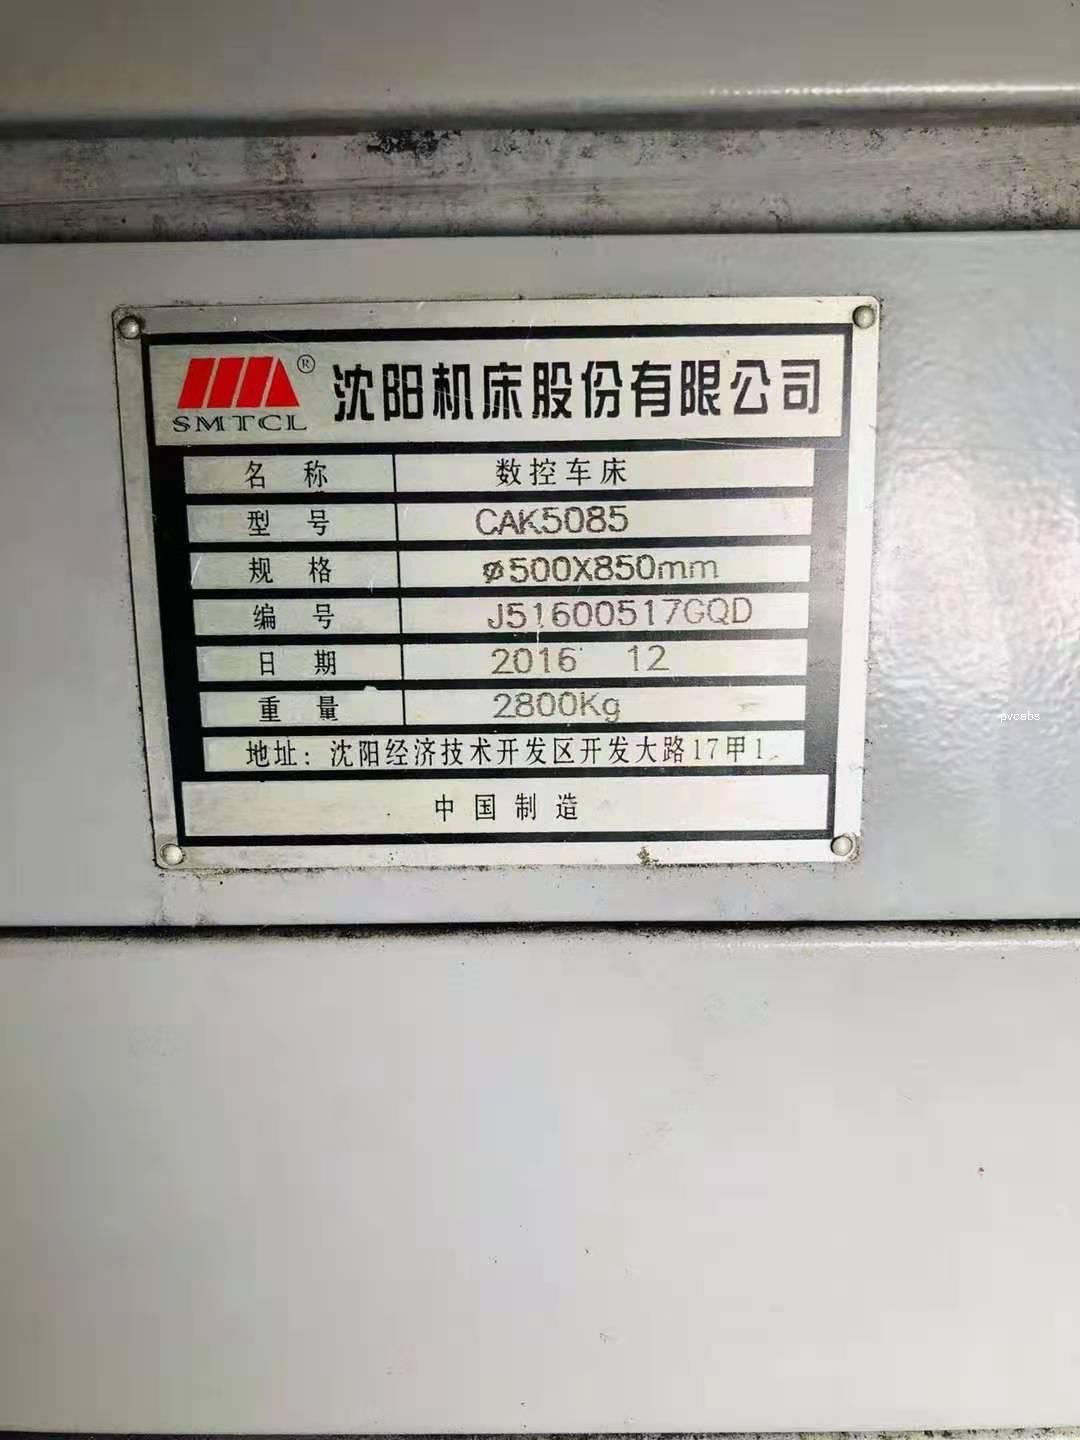 SMTCL ® 沈阳机床股份有限公司
名 称 数控车床
型 号 CAK5085
规 格 ø500X850mm
编 号 J51600517GQD
日 期 2016 12
重 量 2800Kg
地址: 沈阳经济技术开发区开发大路17甲1
中国制造
pvcabs